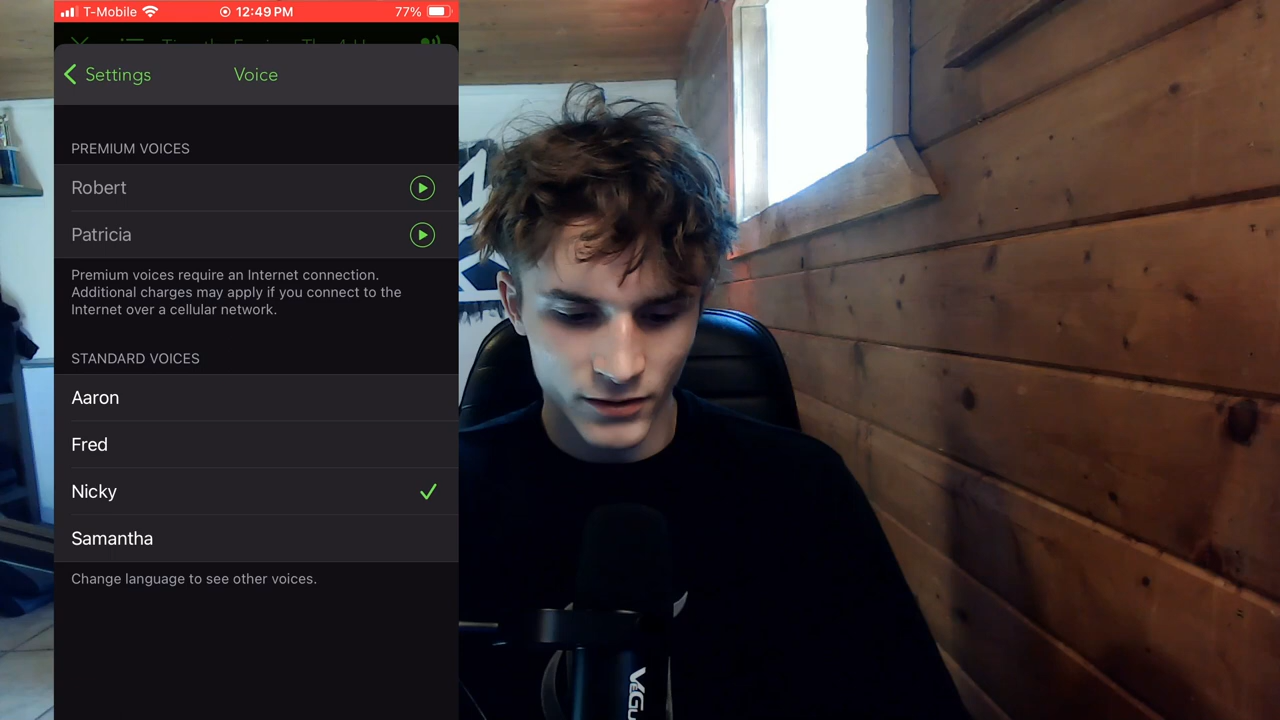 T-Mobile 12:49 PM 77%
Settings Voice
PREMIUM VOICES
Robert
Patricia
Premium voices require an Internet connection.
Additional charges may apply if you connect to the
Internet over a cellular network.
STANDARD VOICES
Aaron
Fred
Nicky
Samantha
Change language to see other voices.